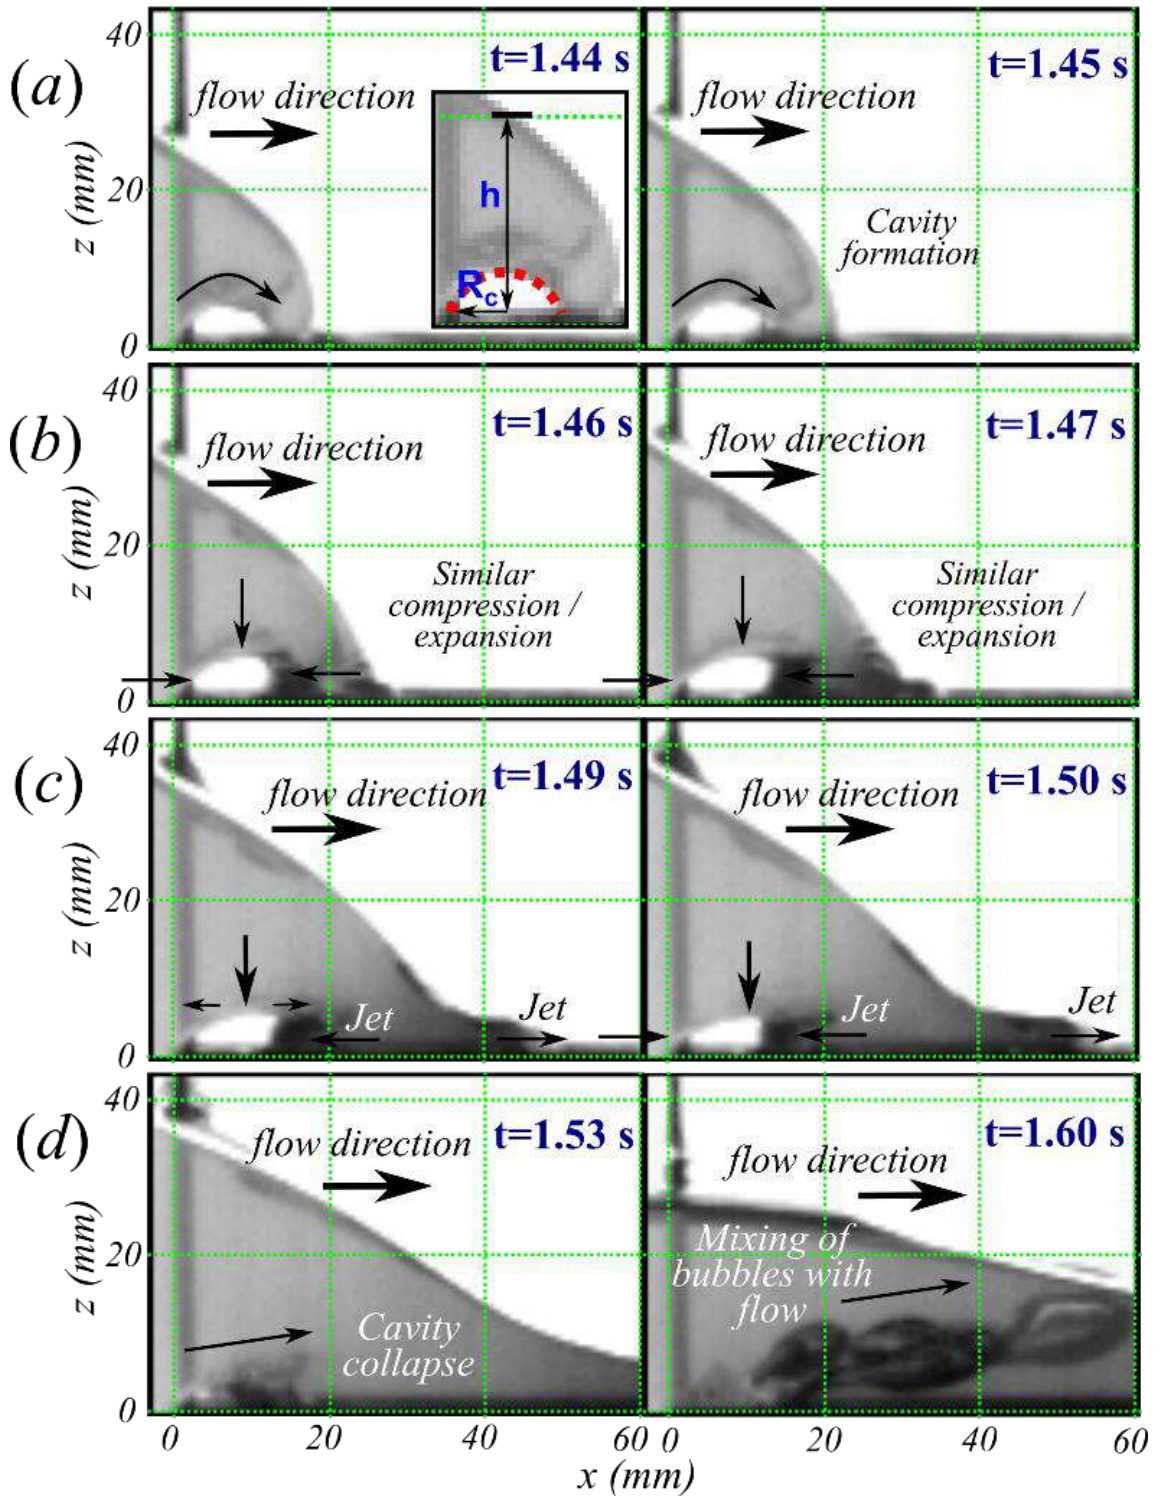 (a)
z (mm)
40
20
0
t=1.44 s
flow direction
h
Rc
t=1.45 s
flow direction
Cavity
formation
(b)
z (mm)
40
20
0
t=1.46 s
flow direction
Similar
compression /
expansion
t=1.47 s
flow direction
Similar
compression /
expansion
(c)
z (mm)
40
20
0
t=1.49 s
flow direction
Jet
Jet
t=1.50 s
flow direction
Jet
Jet
(d)
z (mm)
40
20
0
t=1.53 s
flow direction
Cavity
collapse
t=1.60 s
flow direction
Mixing of
bubbles with
flow
0 20 40 60 0 20 40 60
x (mm)